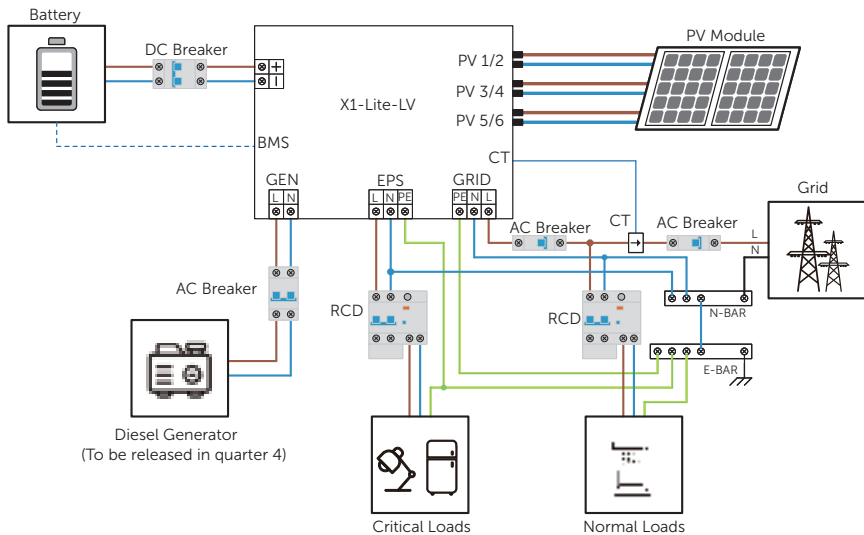 Battery
DC Breaker
+
−
X1-Lite-LV
PV 1/2
PV 3/4
PV 5/6
PV Module
BMS
CT
GEN
EPS
GRID
L N
L N PE
PE N L
AC Breaker
CT
AC Breaker
Grid
L
N
AC Breaker
RCD
RCD
N-BAR
E-BAR
Diesel Generator
(To be released in quarter 4)
Critical Loads
Normal Loads